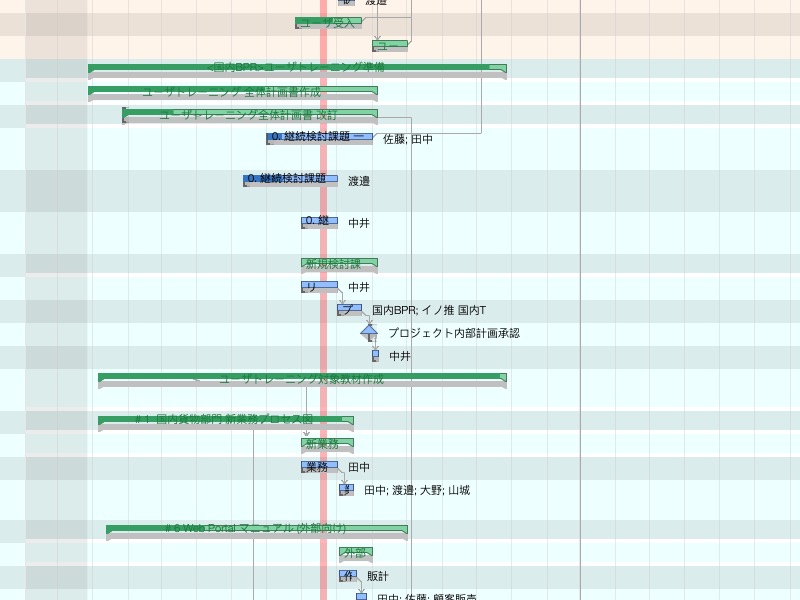 渡邉
ユーザ受入
ユー
<国内BPR>ユーザトレーニング準備
ユーザトレーニング 全体計画書作成
ユーザトレーニング全体計画書 改訂
0. 継続検討課題 一
佐藤; 田中
0. 継続検討課題
渡邉
0. 継
中井
新規検討課
リ
中井
プ
国内BPR; イノ推 国内T
プロジェクト内部計画承認
中井
ユーザトレーニング対象教材作成
# 1 国内貨物部門 新業務プロセス図
新業務
業務
田中
田中; 渡邉; 大野; 山城
# 6 Web Portal マニュアル (外部向け)
外部
作
販計
田中; 佐藤; 顧客販売